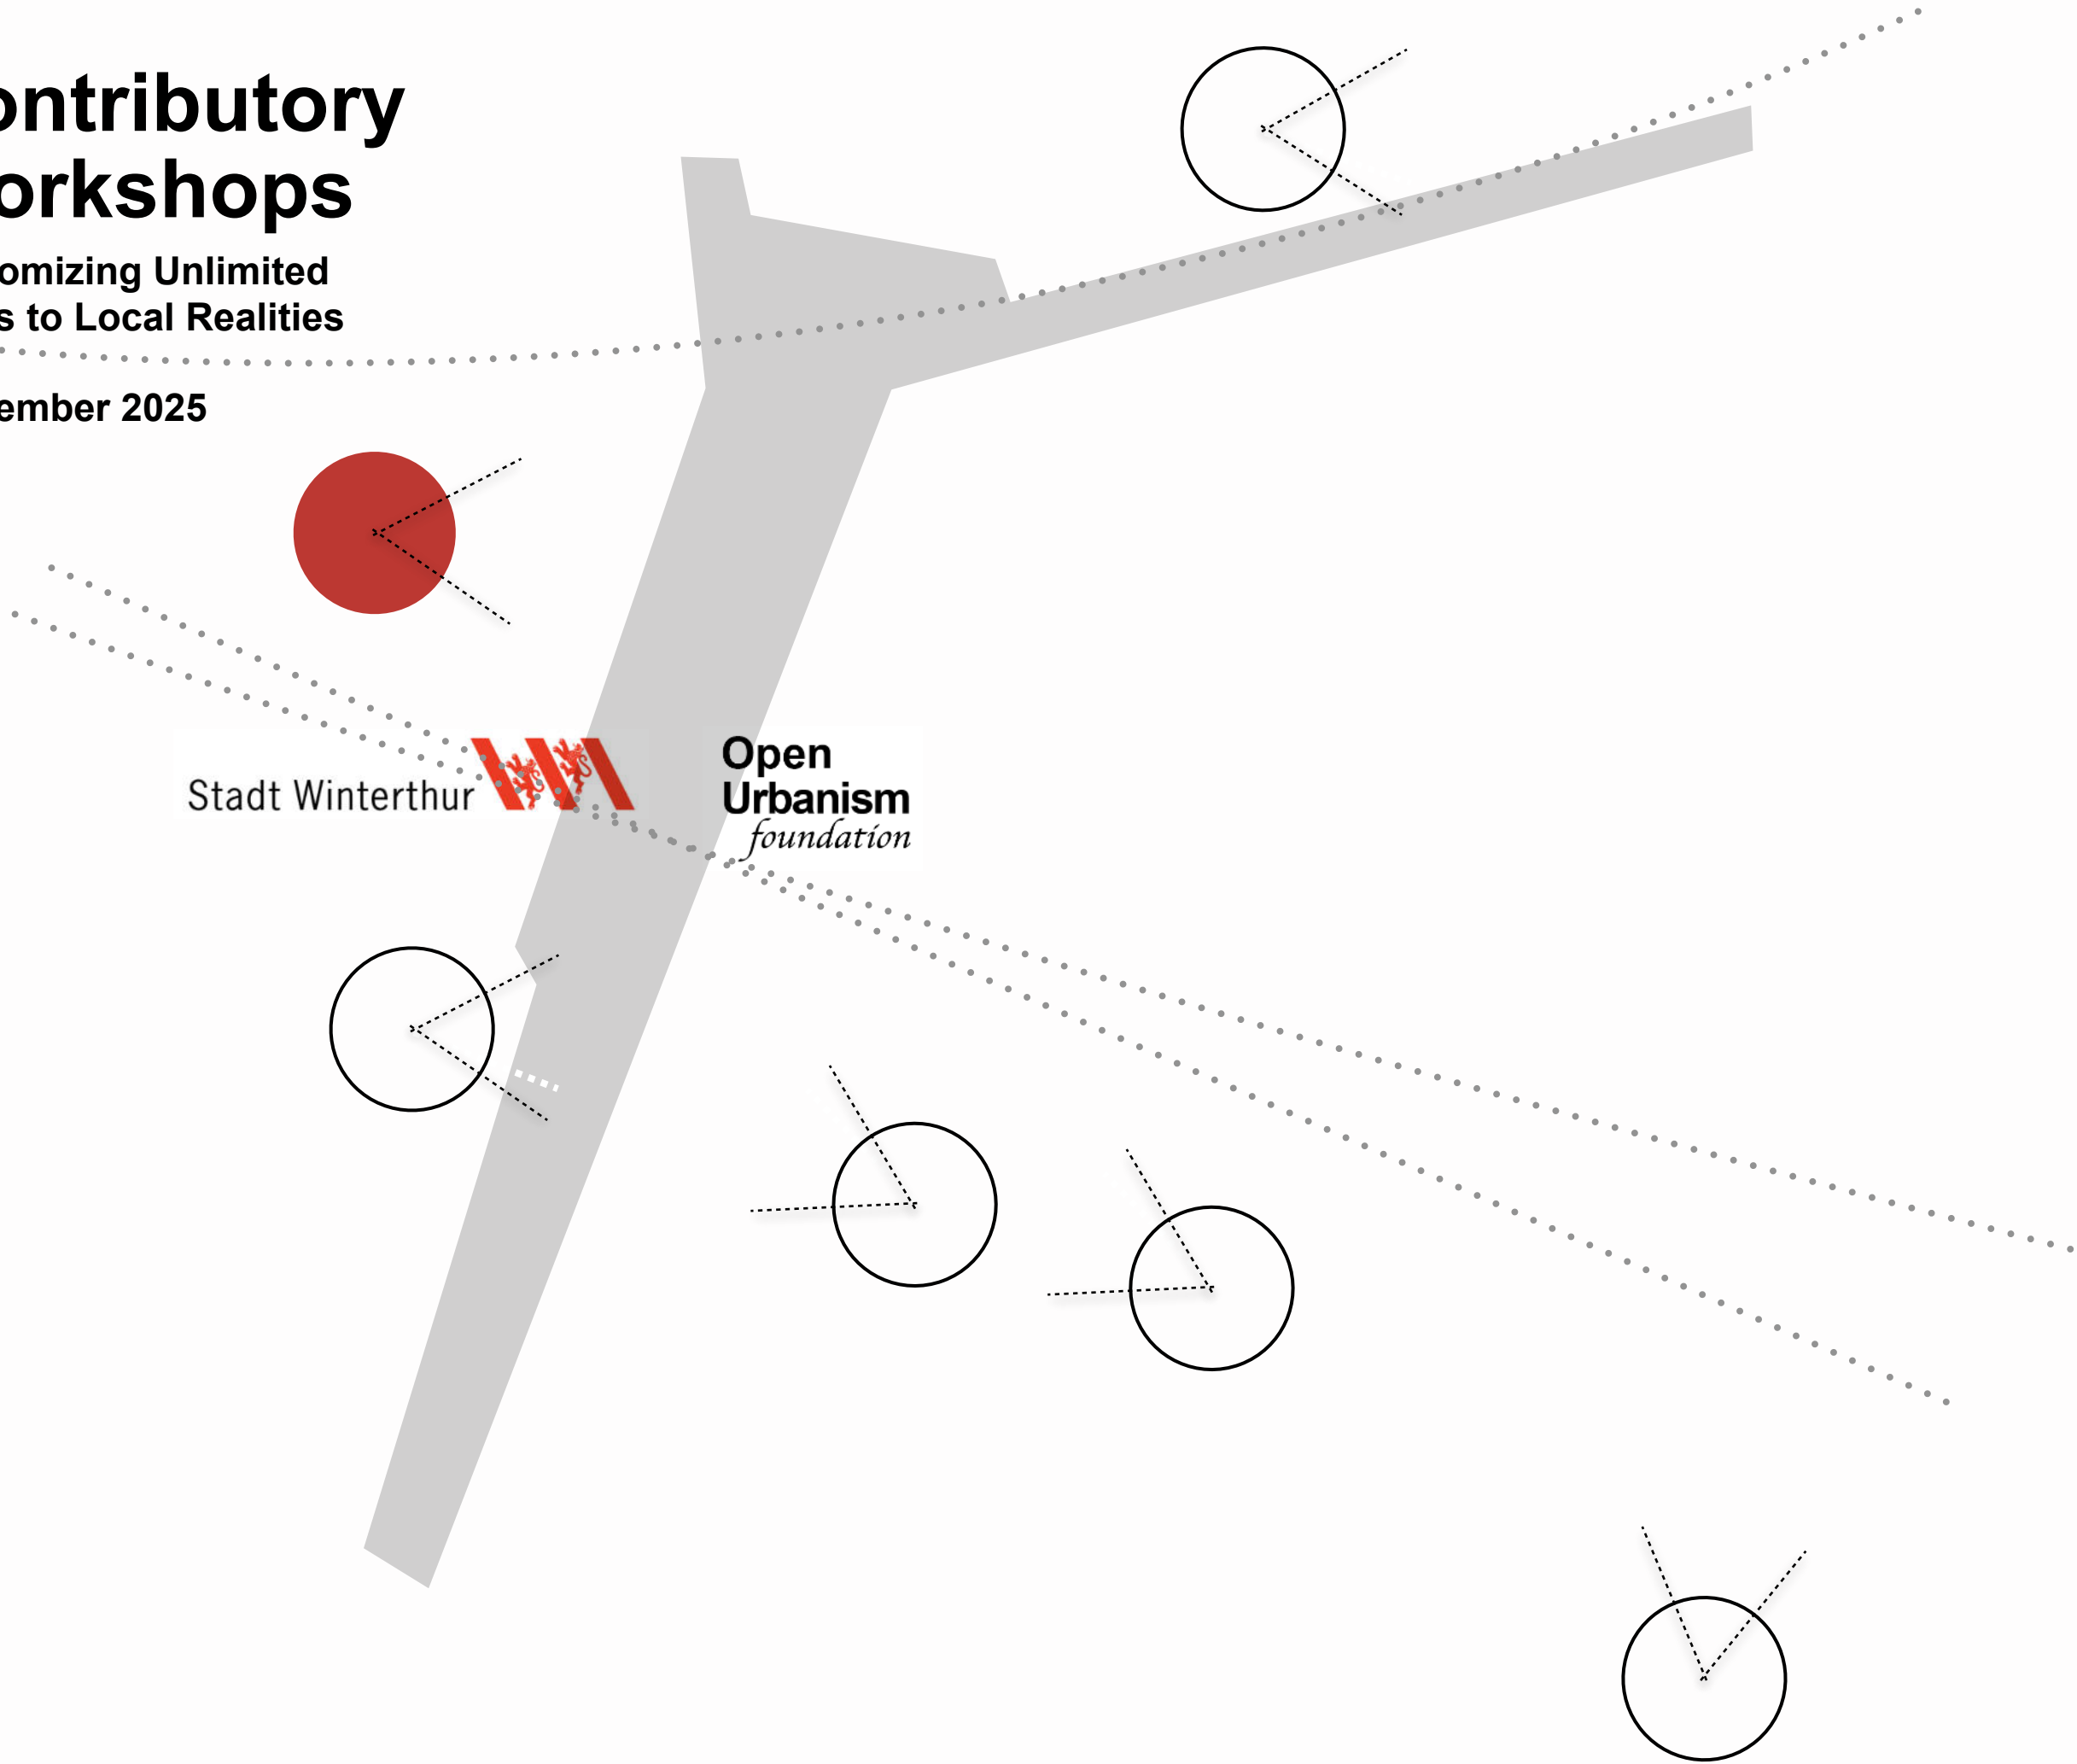 ontributory
orkshops
omizing Unlimited
s to Local Realities
ember 2025
Stadt Winterthur
Open
Urbanism
foundation